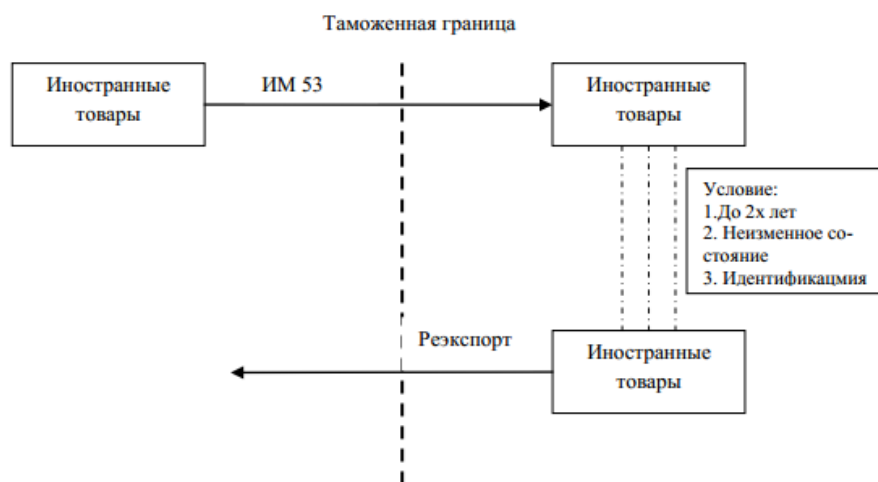 Таможенная граница
Иностранные
товары
ИМ 53
Иностранные
товары
Условие:
1.До 2х лет
2. Неизменное со-
стояние
3. Идентификацмия
Реэкспорт
Иностранные
товары